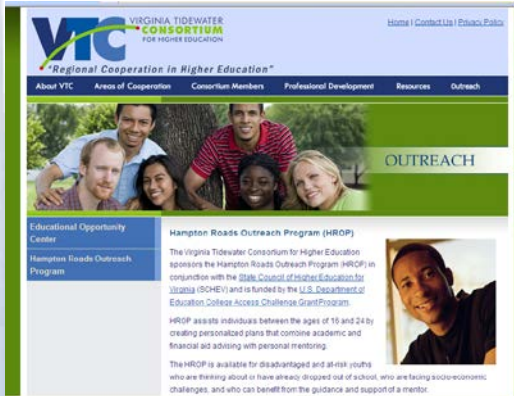 VTC
VIRGINIA TIDEWATER
CONSORTIUM
FOR HIGHER EDUCATION
"Regional Cooperation in Higher Education"
Home | Contact Us | Privacy Policy
About VTC Areas of Cooperation Consortium Members Professional Development Resources Outreach
OUTREACH
Educational Opportunity
Center
Hampton Roads Outreach
Program
Hampton Roads Outreach Program (HROP)
The Virginia Tidewater Consortium for Higher Education
sponsors the Hampton Roads Outreach Program (HROP) in
conjunction with the State Council of Higher Education for
Virginia (SCHEV) and is funded by the U.S. Department of
Education College Access Challenge Grant Program.
HROP assists individuals between the ages of 16 and 24 by
creating personalized plans that combine academic and
financial aid advising with personal mentoring.
The HROP is available for disadvantaged and at-risk youths
who are thinking about or have already dropped out of school, who are facing socio-economic
challenges, and who can benefit from the guidance and support of a mentor.